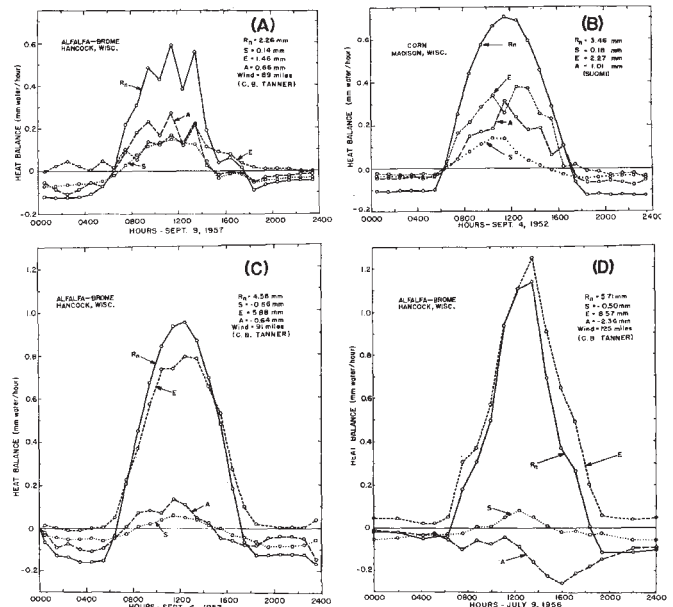 (A)
ALFALFA-BROME
HANCOCK, WISC.
Rn = 2.26 mm
S = 0.14 mm
E = 1.46 mm
A = 0.66 mm
Wind = 89 miles
(C. B. TANNER)
Rn
A
E
S
HEAT BALANCE (mm water/hour)
0.6
0.4
0.2
0
-0.2
0000 0400 0800 1200 1600 2000 2400
HOURS - SEPT. 9, 1957
(B)
CORN
MADISON, WISC.
Rn = 3.46 mm
S = 0.18 mm
E = 2.27 mm
A = 1.01 mm
(SUOMI)
Rn
E
A
S
HEAT BALANCE (mm water/hour)
0.6
0.4
0.2
0
-0.2
0000 0400 0800 1200 1600 2000 2400
HOURS - SEPT. 4, 1952
(C)
ALFALFA-BROME
HANCOCK, WISC.
Rn = 4.58 mm
E = 5.88 mm
A = -0.64 mm
Wind = 91 miles
(C. B. TANNER)
Rn
E
A
S
HEAT BALANCE (mm water/hour)
1.2
1.0
0.8
0.6
0.4
0.2
0
-0.2
0000 0400 0800 1200 1600 2000 2400
(D)
ALFALFA-BROME
HANCOCK, WISC.
Rn = 5.71 mm
S = -0.50 mm
E = 8.57 mm
A = -2.36 mm
Wind = 125 miles
(C.B. TANNER)
E
Rn
S
A
HEAT BALANCE (mm water/hour)
1.2
1.0
0.8
0.6
0.4
0.2
0
-0.2
0000 0400 0800 1200 1600 2000 2400
HOURS - JULY 9, 1956